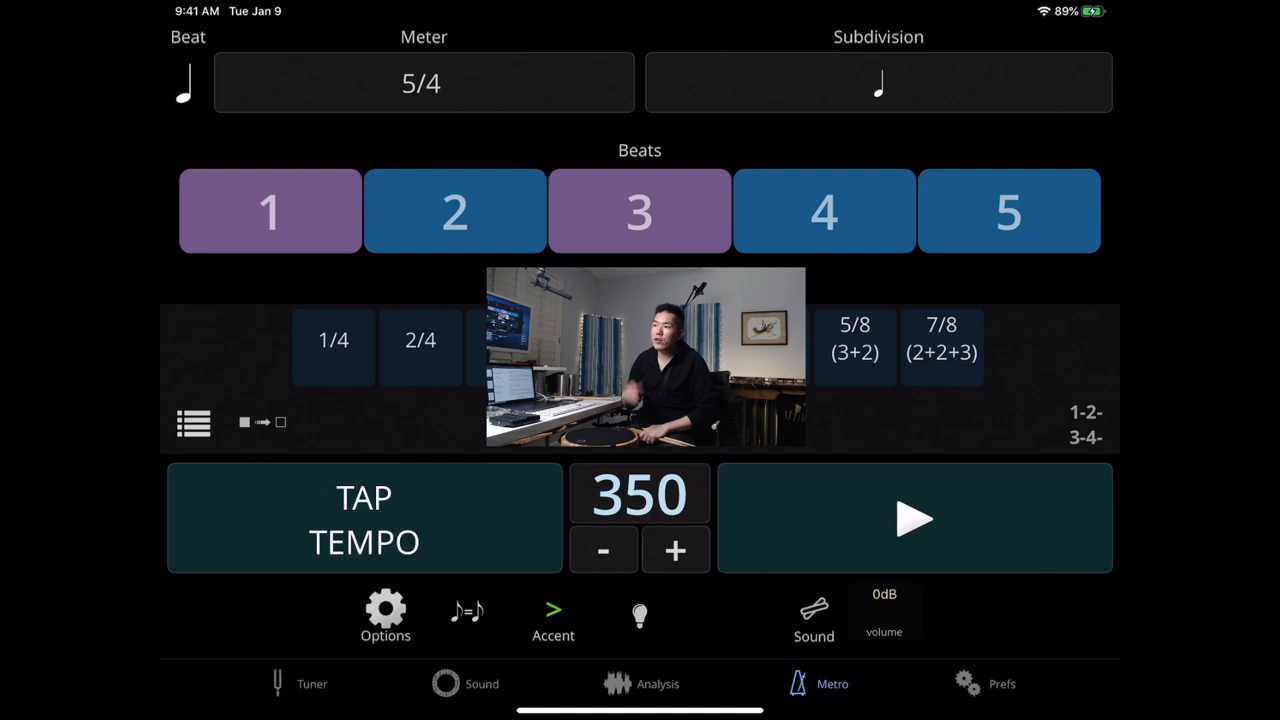 9:41 AM Tue Jan 9
89%
Beat
Meter
Subdivision
5/4
Beats
1
2
3
4
5
1/4
2/4
5/8
(3+2)
7/8
(2+2+3)
1-2-
3-4-
TAP
TEMPO
350
-
+
Options
>
Accent
Sound
0dB
volume
Tuner
Sound
Analysis
Metro
Prefs